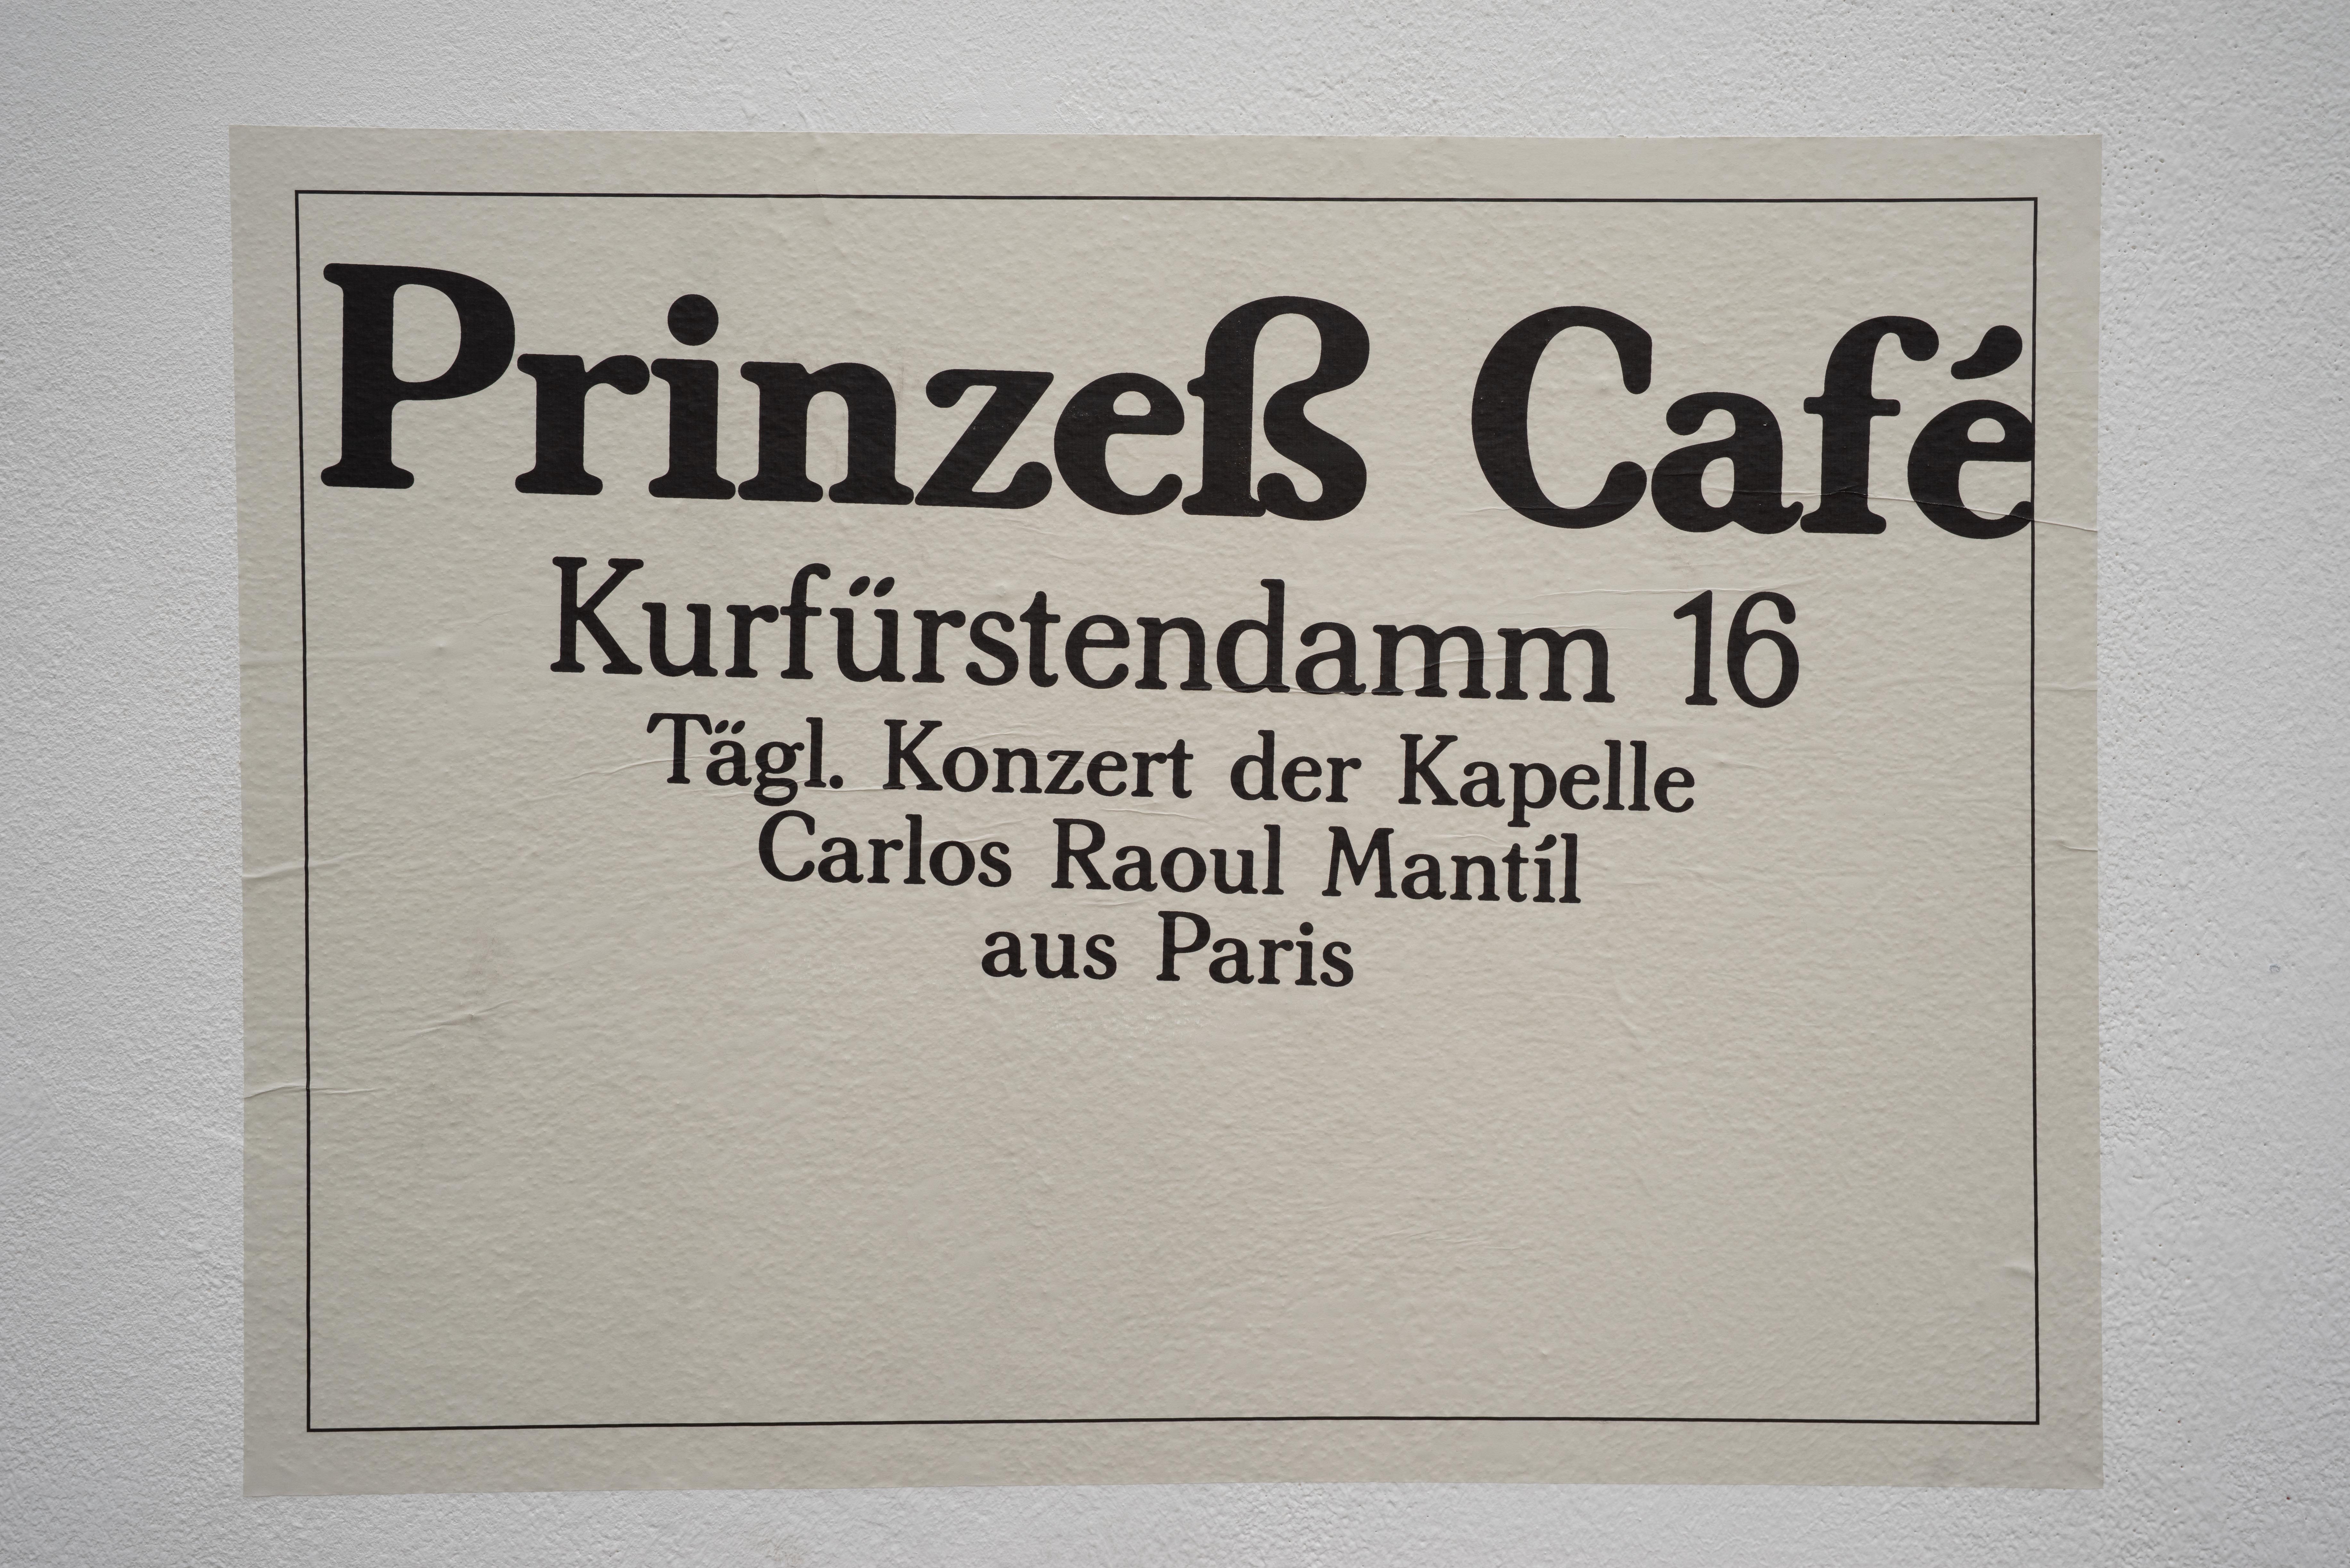 Prinzeß Café
Kurfürstendamm 16
Tägl. Konzert der Kapelle
Carlos Raoul Mantíl
aus Paris